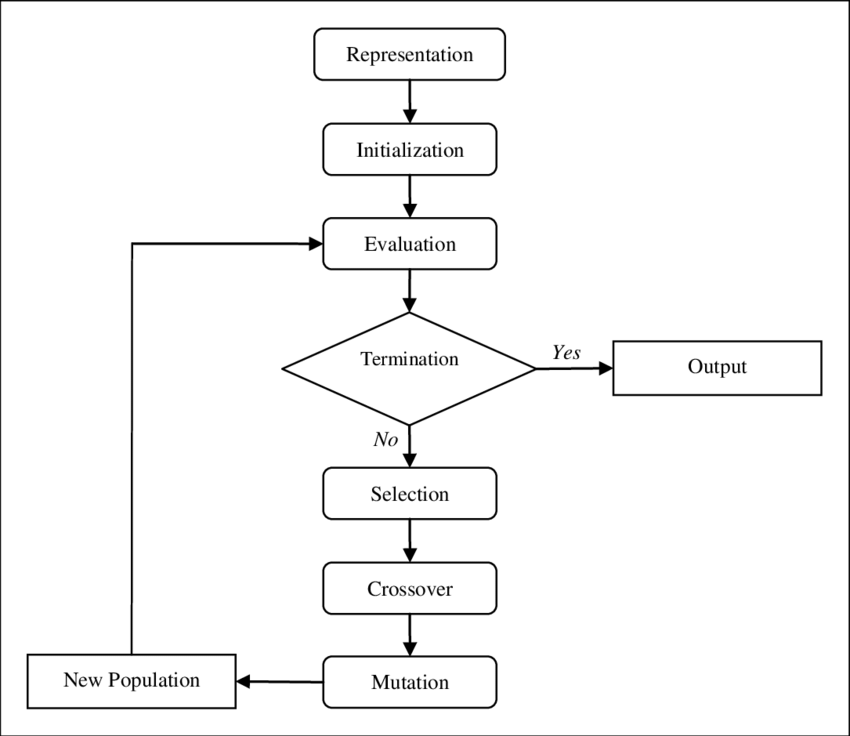 Representation
Initialization
Evaluation
Termination
Yes
Output
No
Selection
Crossover
New Population
Mutation